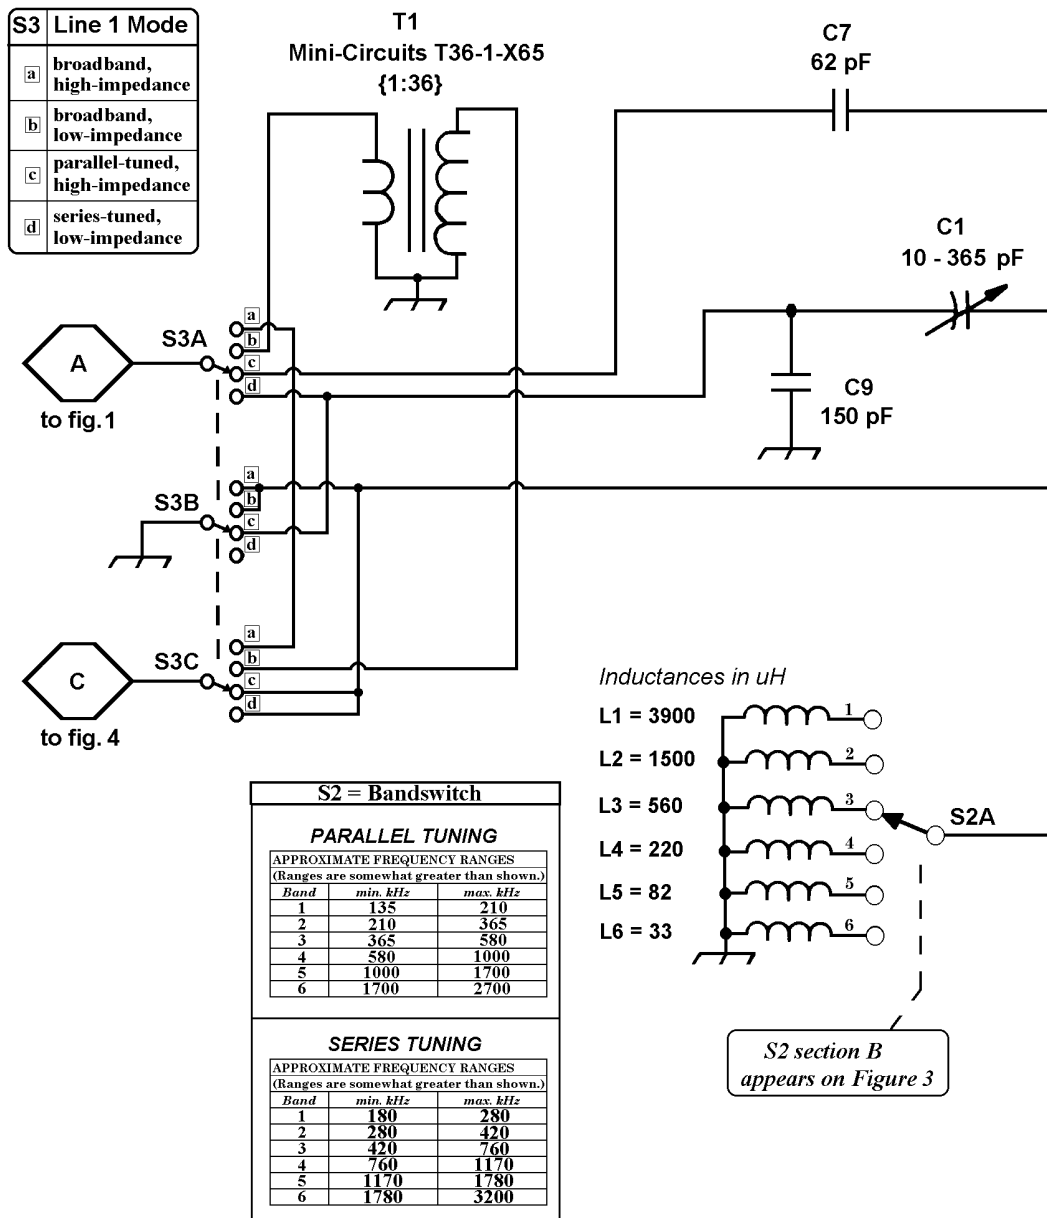 S3 Line 1 Mode
a broadband,
high-impedance
b broadband,
low-impedance
c parallel-tuned,
high-impedance
d series-tuned,
low-impedance
T1
Mini-Circuits T36-1-X65
{1:36}
C7
62 pF
C1
10 - 365 pF
C9
150 pF
A
to fig. 1
S3A
a
b
c
d
S3B
a
b
c
d
C
to fig. 4
S3C
a
b
c
d
Inductances in uH
L1 = 3900 1
L2 = 1500 2
L3 = 560 3
L4 = 220 4
L5 = 82 5
L6 = 33 6
S2A
S2 section B
appears on Figure 3
S2 = Bandswitch
PARALLEL TUNING
APPROXIMATE FREQUENCY RANGES
(Ranges are somewhat greater than shown.)
Band min. kHz max. kHz
1 135 210
2 210 365
3 365 580
4 580 1000
5 1000 1700
6 1700 2700
SERIES TUNING
APPROXIMATE FREQUENCY RANGES
(Ranges are somewhat greater than shown.)
Band min. kHz max. kHz
1 180 280
2 280 420
3 420 760
4 760 1170
5 1170 1780
6 1780 3200